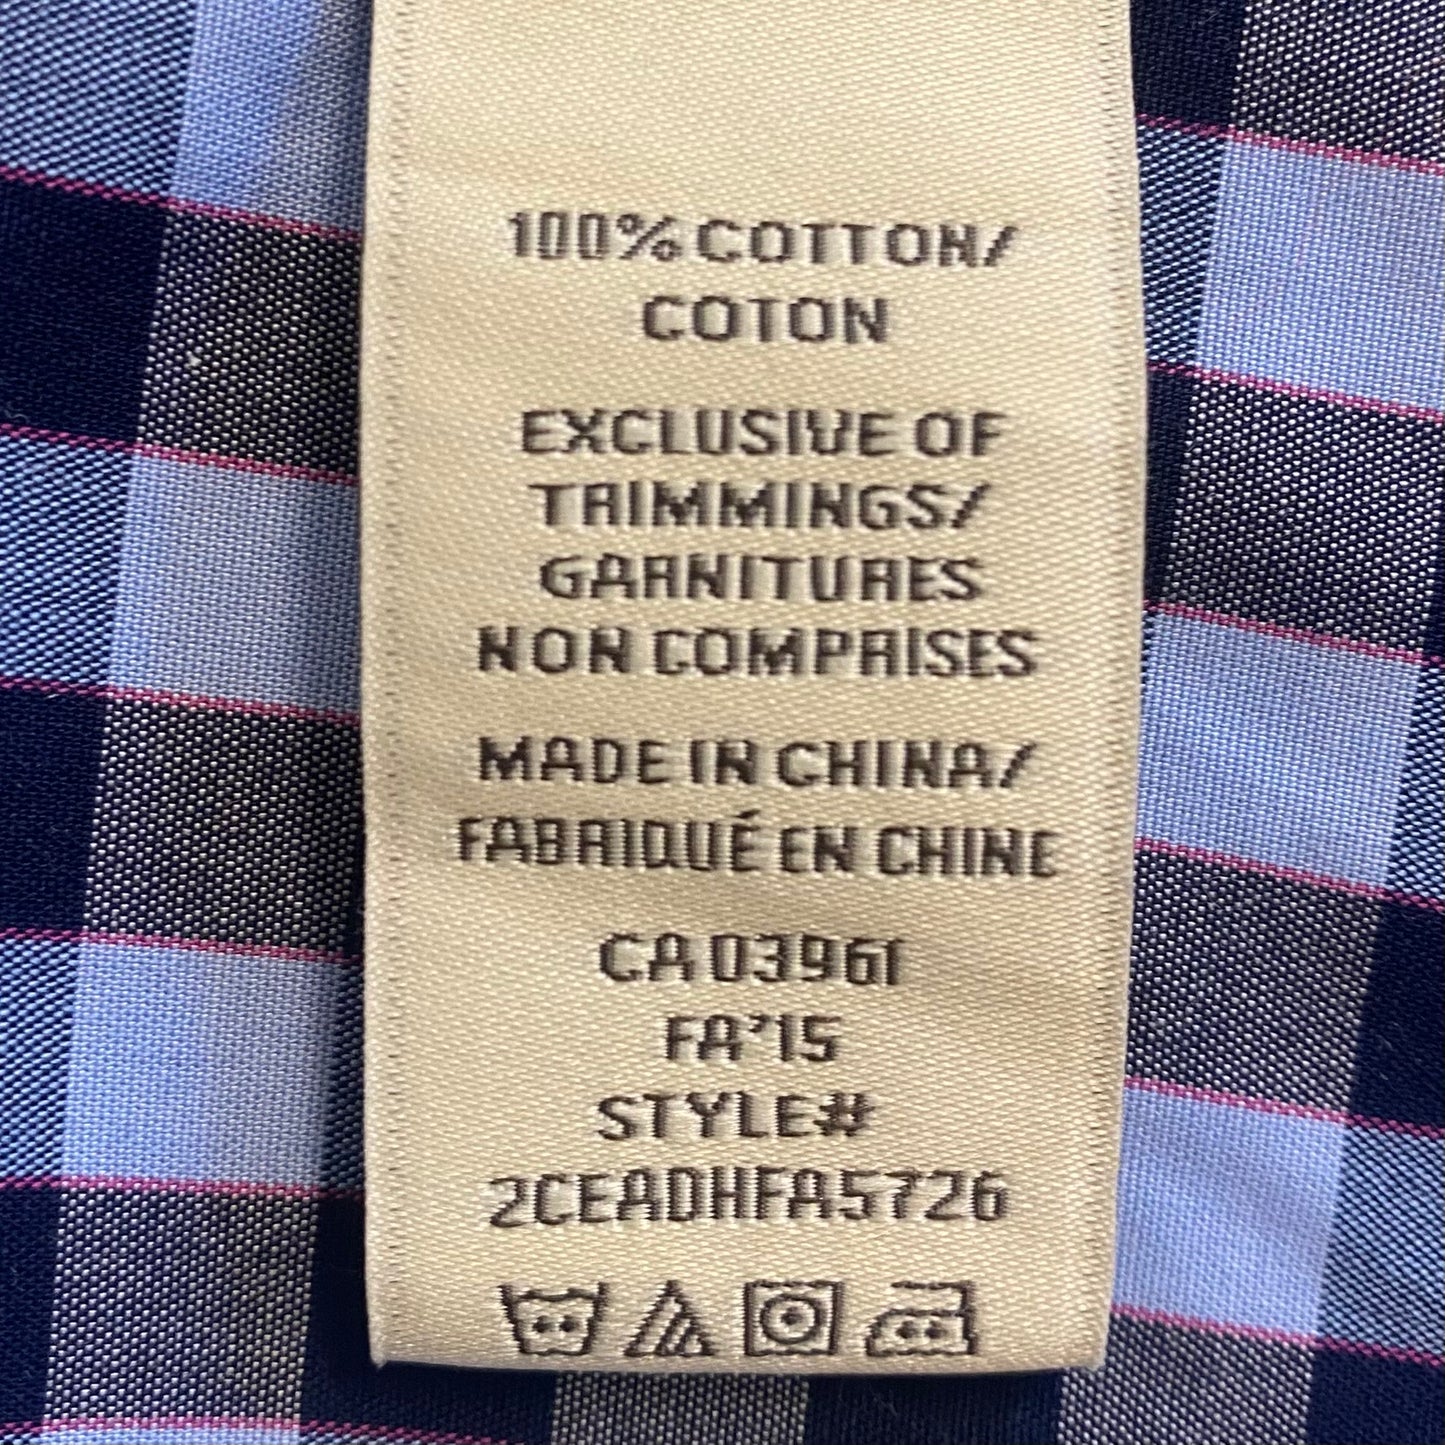 100% COTTON/
COTON
EXCLUSIVE OF
TRIMMINGS/
GARNITURES
NON COMPRISES
MADE IN CHINA/
FABRIQUÉ EN CHINE
CA 03961
FA'15
STYLE#
2CEADHFA5726